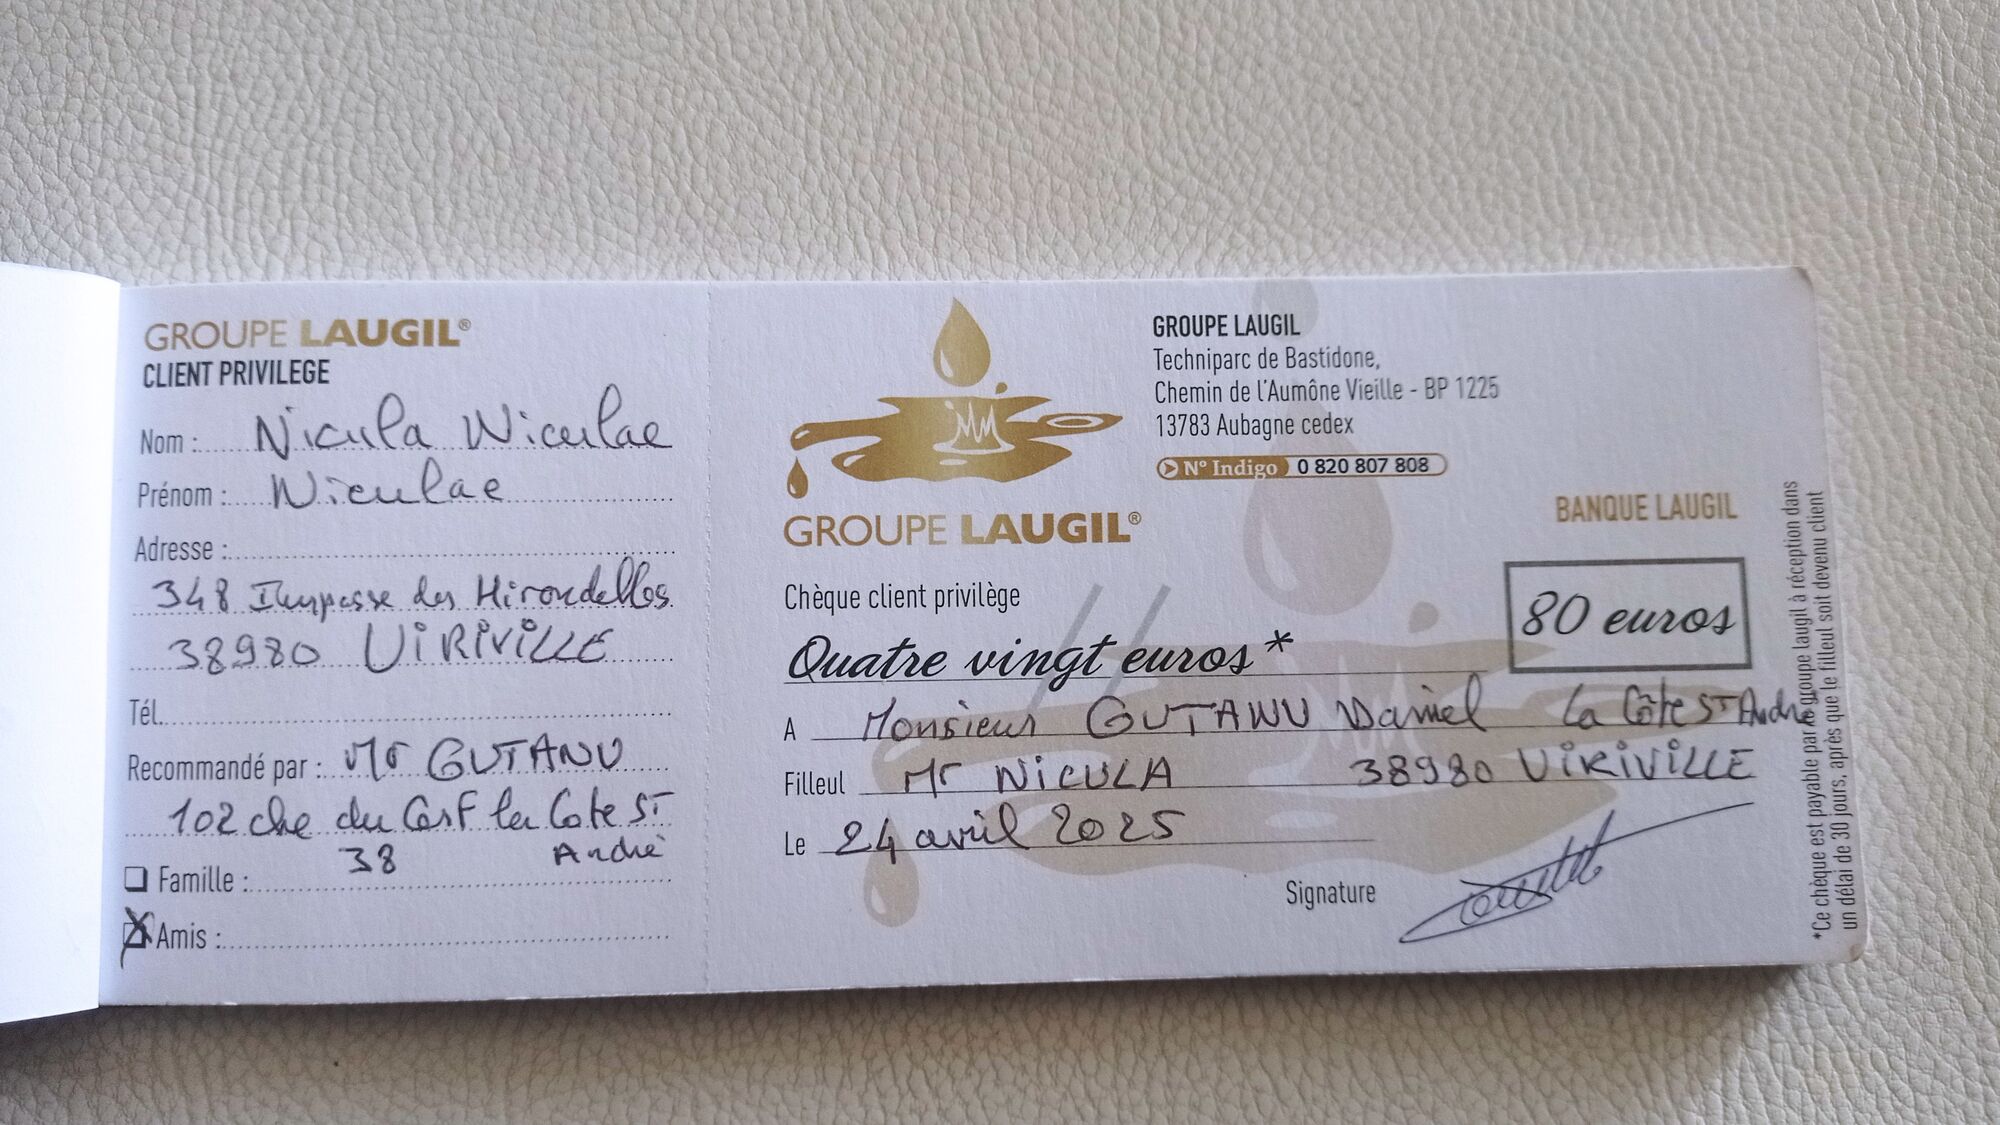 GROUPE LAUGIL®
CLIENT PRIVILEGE
Nom : Nicula Niculae
Prénom : Niculae
Adresse :
348 Impasse des Hirondelles
38980 VIRIVILLE
Tél.
Recommandé par : Mr GUTANU
102 che du Cerf la Côte ST
38 André
Famille :
X Amis :
MM
GROUPE LAUGIL®
GROUPE LAUGIL
Techniparc de Bastidone,
Chemin de l'Aumône Vieille - BP 1225
13783 Aubagne cedex
N° Indigo 0 820 807 808
BANQUE LAUGIL
Chèque client privilège
80 euros
Quatre vingt euros*
A Monsieur GUTANU Daniel La Côte ST André
Filleul Mr NICULA 38980 VIRIVILLE
Le 24 avril 2025
Signature
*Ce chèque est payable par le groupe laugil à réception dans
un délai de 30 jours, après que le filleul soit devenu client